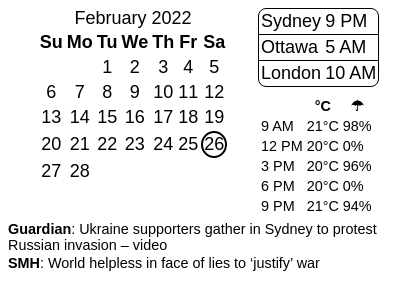 February 2022
Su Mo Tu We Th Fr Sa
1 2 3 4 5
6 7 8 9 10 11 12
13 14 15 16 17 18 19
20 21 22 23 24 25 26
27 28
Sydney 9 PM
Ottawa 5 AM
London 10 AM
°C ☂
9 AM 21°C 98%
12 PM 20°C 0%
3 PM 20°C 96%
6 PM 20°C 0%
9 PM 21°C 94%
Guardian: Ukraine supporters gather in Sydney to protest
Russian invasion – video
SMH: World helpless in face of lies to ‘justify’ war